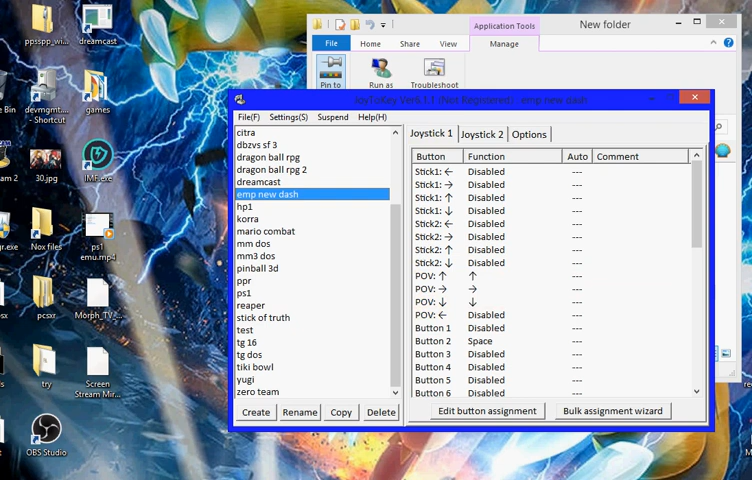 ppsspp_wi...
dreamcast
Application Tools
New folder
File
Home
Share
View
Manage
Pin to
Run as
Troubleshoot
e Bin
devmgmt....
- Shortcut
games
am 2
30.jpg
IMF.exe
gr.exe
Nox files
ps1
emu.mp4
psx
pcsxr
Morph_TV-...
try
Screen
Stream Mir...
OBS Studio
JoyToKey Ver6.1.1 (Not Registered) - emp new dash
File(F)
Settings(S)
Suspend
Help(H)
citra
dbzvs sf 3
dragon ball rpg
dragon ball rpg 2
dreamcast
emp new dash
hp1
korra
mario combat
mm dos
mm3 dos
pinball 3d
ppr
ps1
reaper
stick of truth
test
tg 16
tg dos
tiki bowl
yugi
zero team
Create
Rename
Copy
Delete
Joystick 1
Joystick 2
Options
Button Function Auto Comment
Stick1: ← Disabled ---
Stick1: → Disabled ---
Stick1: ↑ Disabled ---
Stick1: ↓ Disabled ---
Stick2: ← Disabled ---
Stick2: → Disabled ---
Stick2: ↑ Disabled ---
Stick2: ↓ Disabled ---
POV: ↑ ↑ ---
POV: → → ---
POV: ↓ ↓ ---
POV: ← Disabled ---
Button 1 Disabled ---
Button 2 Space ---
Button 3 Disabled ---
Button 4 Disabled ---
Button 5 Disabled ---
Button 6 Disabled ---
Edit button assignment
Bulk assignment wizard